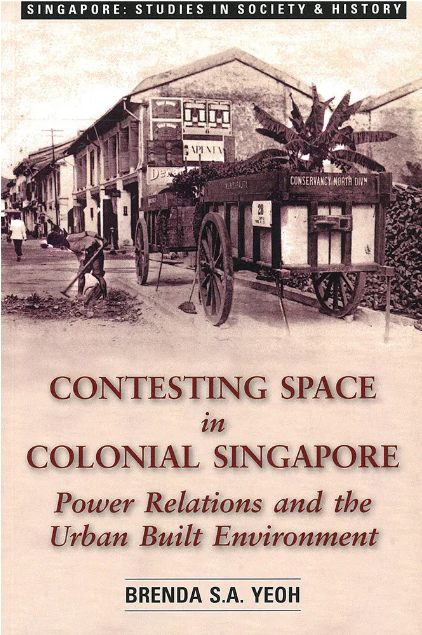 SINGAPORE: STUDIES IN SOCIETY & HISTORY
CONSERVANCY NORTH DIVN
28
CONTESTING SPACE
in
COLONIAL SINGAPORE
Power Relations and the
Urban Built Environment
BRENDA S.A. YEOH